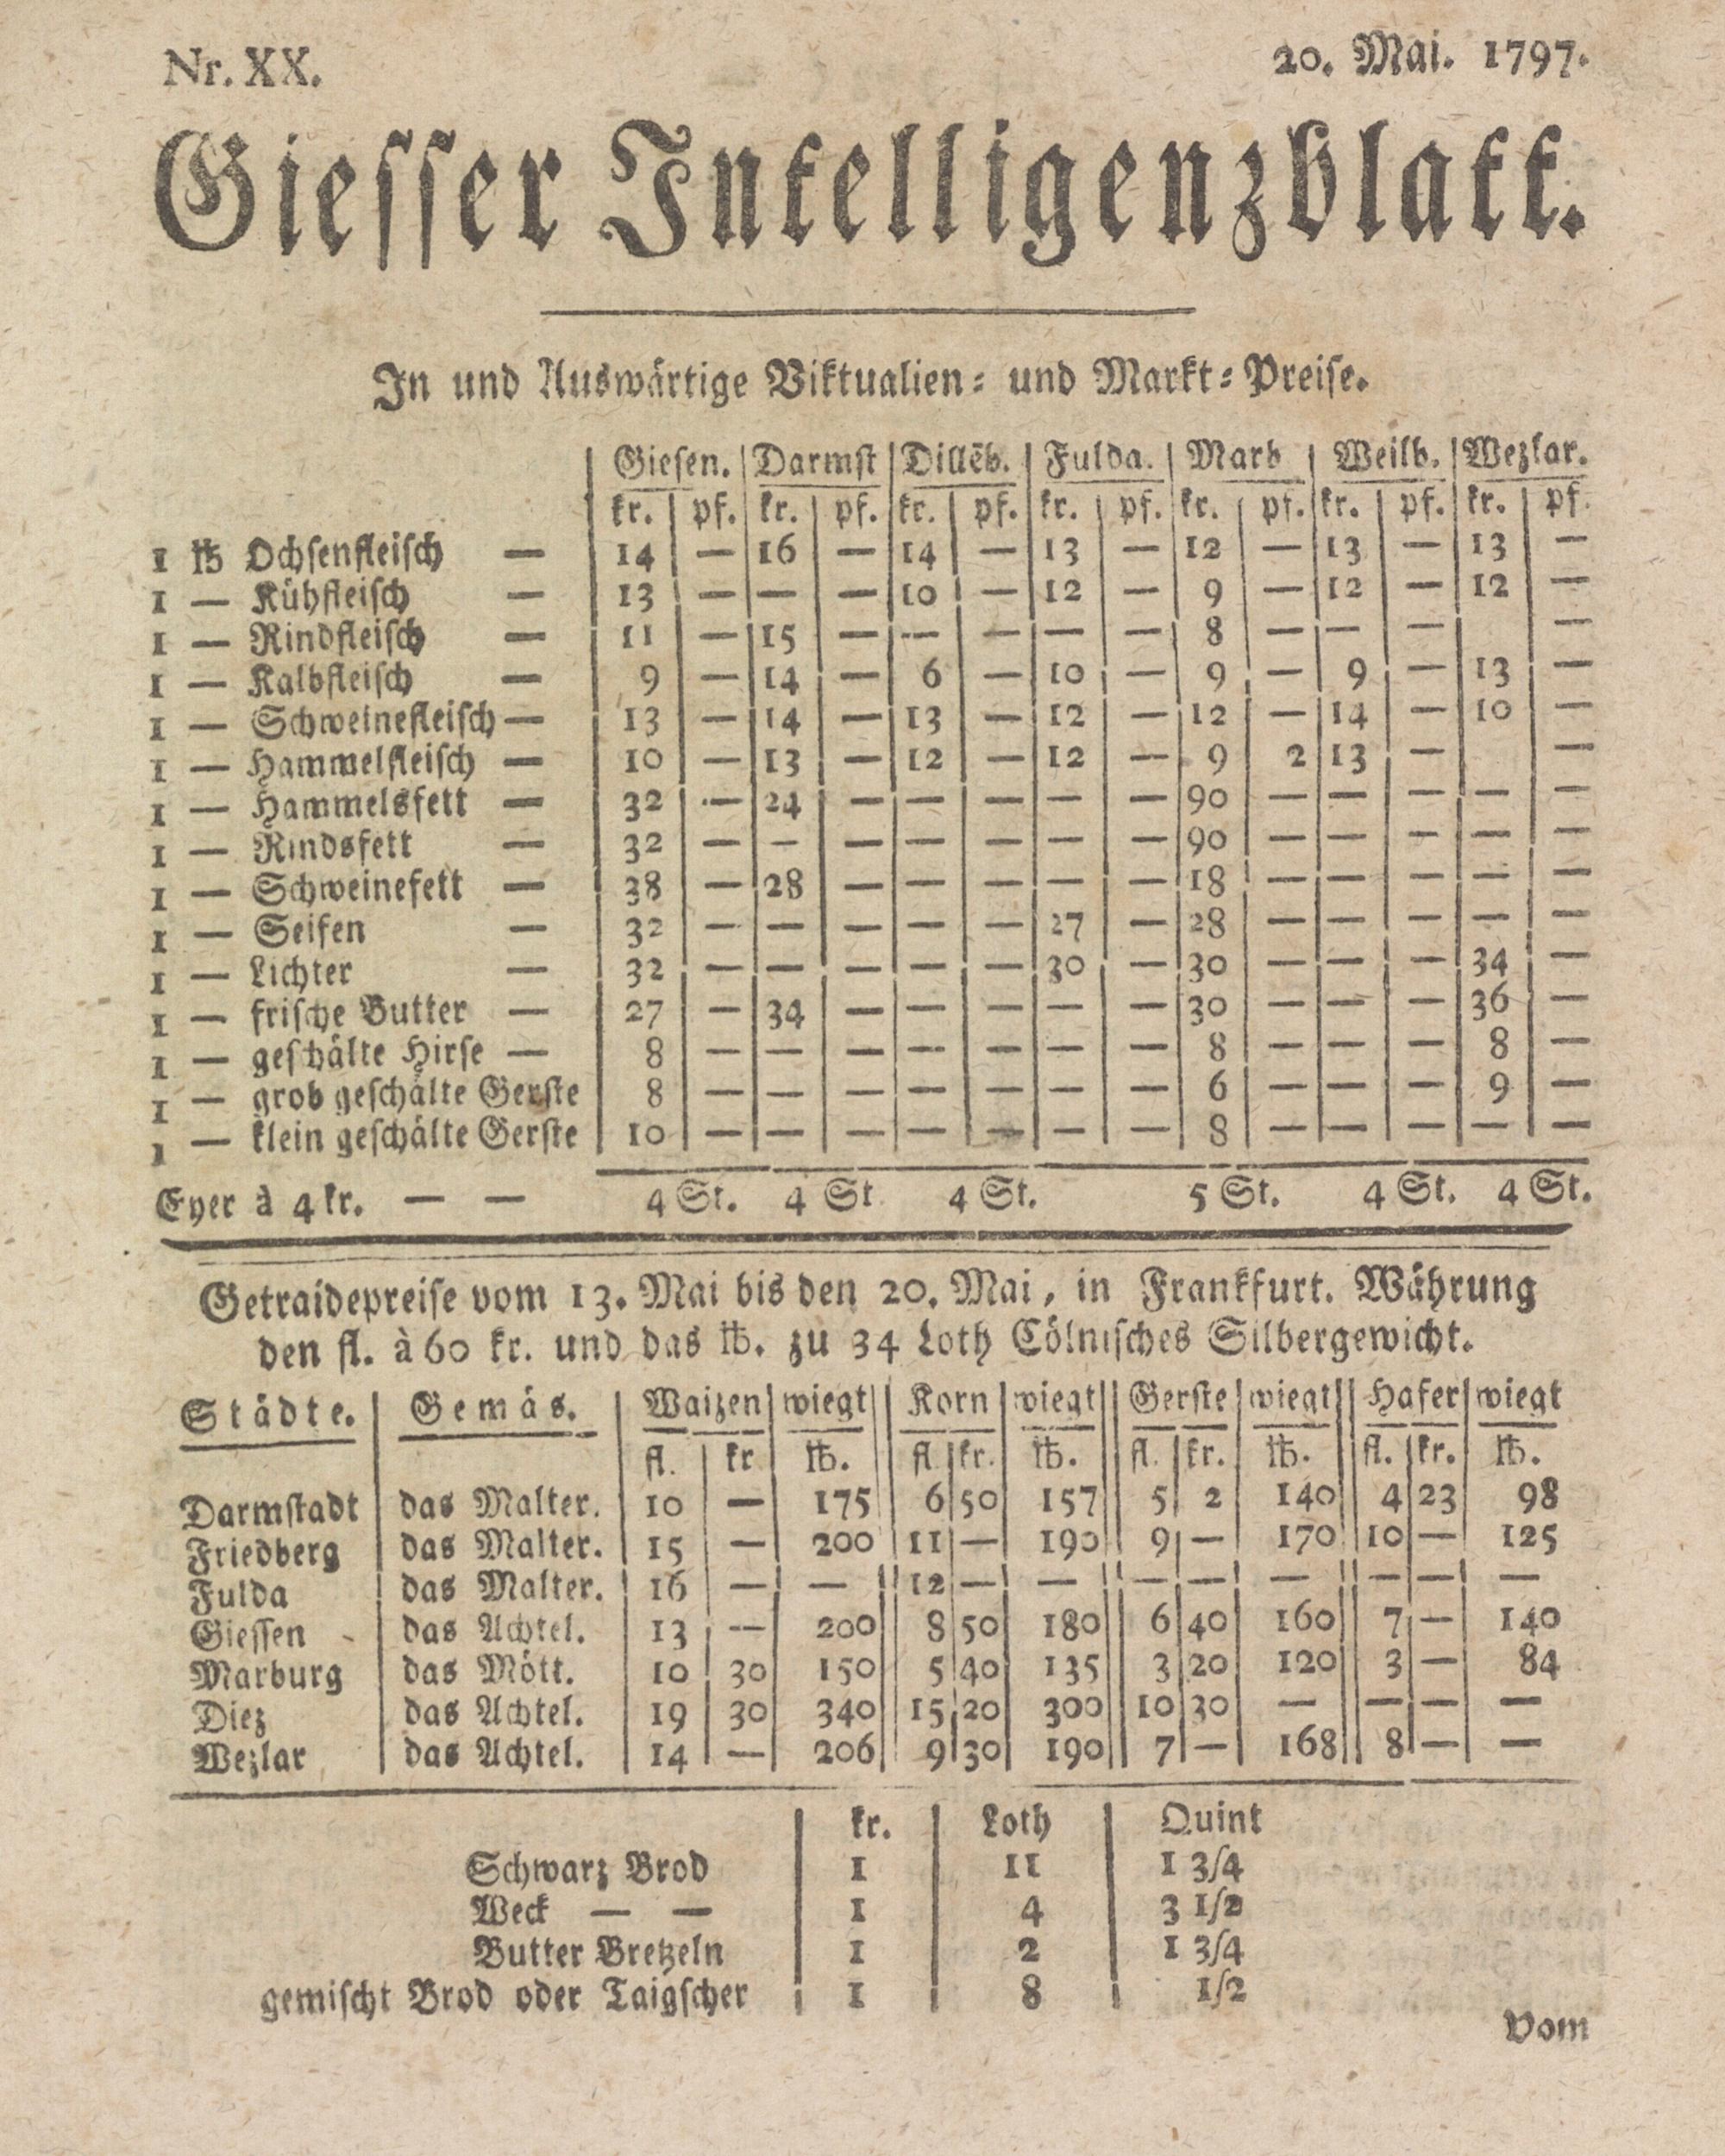 Nr. XX. 20. Mai. 1797.
Giesser Intelligenzblatt.
In und Auswärtige Viktualien= und Markt=Preise.
Giesen. Darmst Dillēb. Fulda. Marb Weilb. Wezlar.
kr. pf. kr. pf. kr. pf. kr. pf. kr. pf. kr. pf. kr. pf.
1 ℔ Ochsenfleisch — 14 — 16 — 14 — 13 — 12 — 13 — 13 —
1 — Kühfleisch — 13 — — — 10 — 12 — 9 — 12 — 12 —
1 — Rindfleisch — 11 — 15 — — — — — 8 — — — —
1 — Kalbfleisch — 9 — 14 — 6 — 10 — 9 — 9 — 13 —
1 — Schweinefleisch — 13 — 14 — 13 — 12 — 12 — 14 — 10 —
1 — Hammelfleisch — 10 — 13 — 12 — 12 — 9 2 13 — —
1 — Hammelsfett — 32 — 24 — — — — — 90 — — — — —
1 — Rindsfett — 32 — — — — — — — 90 — — — — —
1 — Schweinefett — 38 — 28 — — — — — 18 — — — — —
1 — Seifen — 32 — — — — — 27 — 28 — — — — —
1 — Lichter — 32 — — — — — 30 — 30 — — — 34 —
1 — frische Butter — 27 — 34 — — — — — 30 — — — 36 —
1 — geschälte Hirse — 8 — — — — — — — 8 — — — 8 —
1 — grob geschälte Gerste 8 — — — — — — — 6 — — — 9 —
1 — klein geschälte Gerste 10 — — — — — — — 8 — — — — —
Eyer à 4 kr. — — 4 St. 4 St 4 St. 5 St. 4 St. 4 St.
Getraidepreise vom 13. Mai bis den 20. Mai, in Frankfurt. Währung
den fl. à 60 kr. und das ℔. zu 34 Loth Cölnisches Silbergewicht.
Städte. Gemäs. Waizen wiegt Korn wiegt Gerste wiegt Hafer wiegt
fl. kr ℔. fl kr. ℔. fl. kr. ℔. fl. kr. ℔.
Darmstadt das Malter. 10 — 175 6 50 157 5 2 140 4 23 98
Friedberg das Malter. 15 — 200 11 — 190 9 — 170 10 — 125
Fulda das Malter. 16 — — 12 — — — — — — — —
Giessen das Achtel. 13 — 200 8 50 180 6 40 160 7 — 140
Marburg das Mött. 10 30 150 5 40 135 3 20 120 3 — 84
Diez das Achtel. 19 30 340 15 20 300 10 30 — — — —
Wezlar das Achtel. 14 — 206 9 30 190 7 — 168 8 — —
kr. Loth Quint
Schwarz Brod 1 11 1 3/4
Weck — — 1 4 3 1/2
Butter Bretzeln 1 2 1 3/4
gemischt Brod oder Taigscher 1 8 1/2
Vom